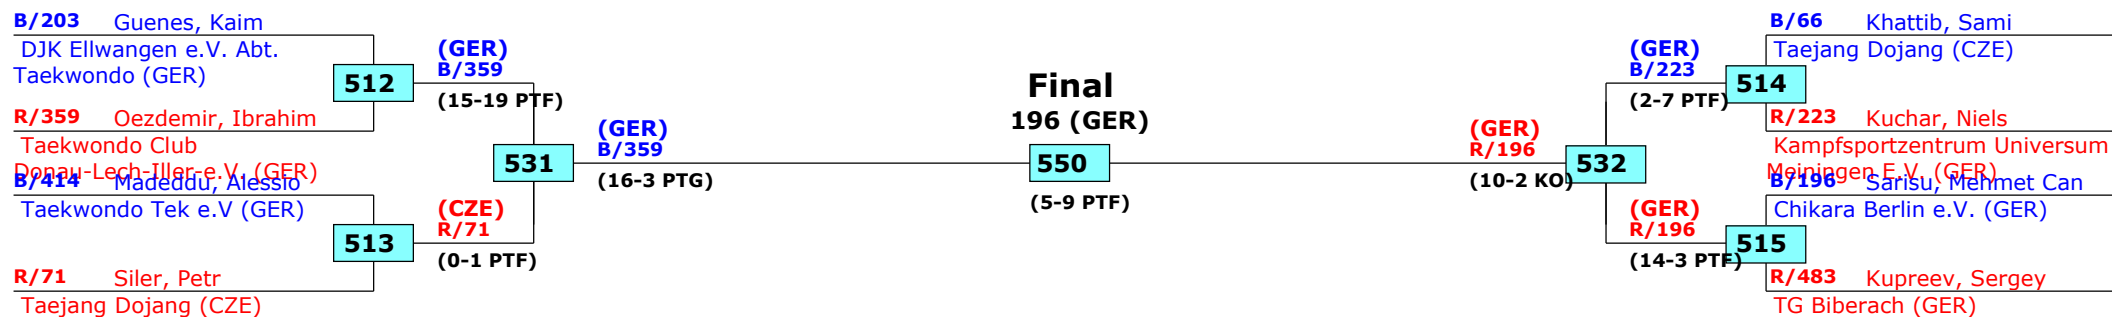 B/203 Guenes, Kaim
DJK Ellwangen e.V. Abt.
Taekwondo (GER)
512
R/359 Oezdemir, Ibrahim
Taekwondo Club
Donau-Lech-Iller-e.V. (GER)
B/414 Madeddu, Alessio
Taekwondo Tek e.V (GER)
513
R/71 Siler, Petr
Taejang Dojang (CZE)
(GER)
B/359
(15-19 PTF)
531
(CZE)
R/71
(0-1 PTF)
(GER)
B/359
(16-3 PTG)
Final
196 (GER)
550
(5-9 PTF)
(GER)
R/196
(10-2 KO)
532
(GER)
B/223
(2-7 PTF)
(GER)
R/196
(14-3 PTF)
B/66 Khattib, Sami
Taejang Dojang (CZE)
514
R/223 Kuchar, Niels
Kampfsportzentrum Universum
Meiningen E.V. (GER)
B/196 Sarisu, Mehmet Can
Chikara Berlin e.V. (GER)
515
R/483 Kupreev, Sergey
TG Biberach (GER)